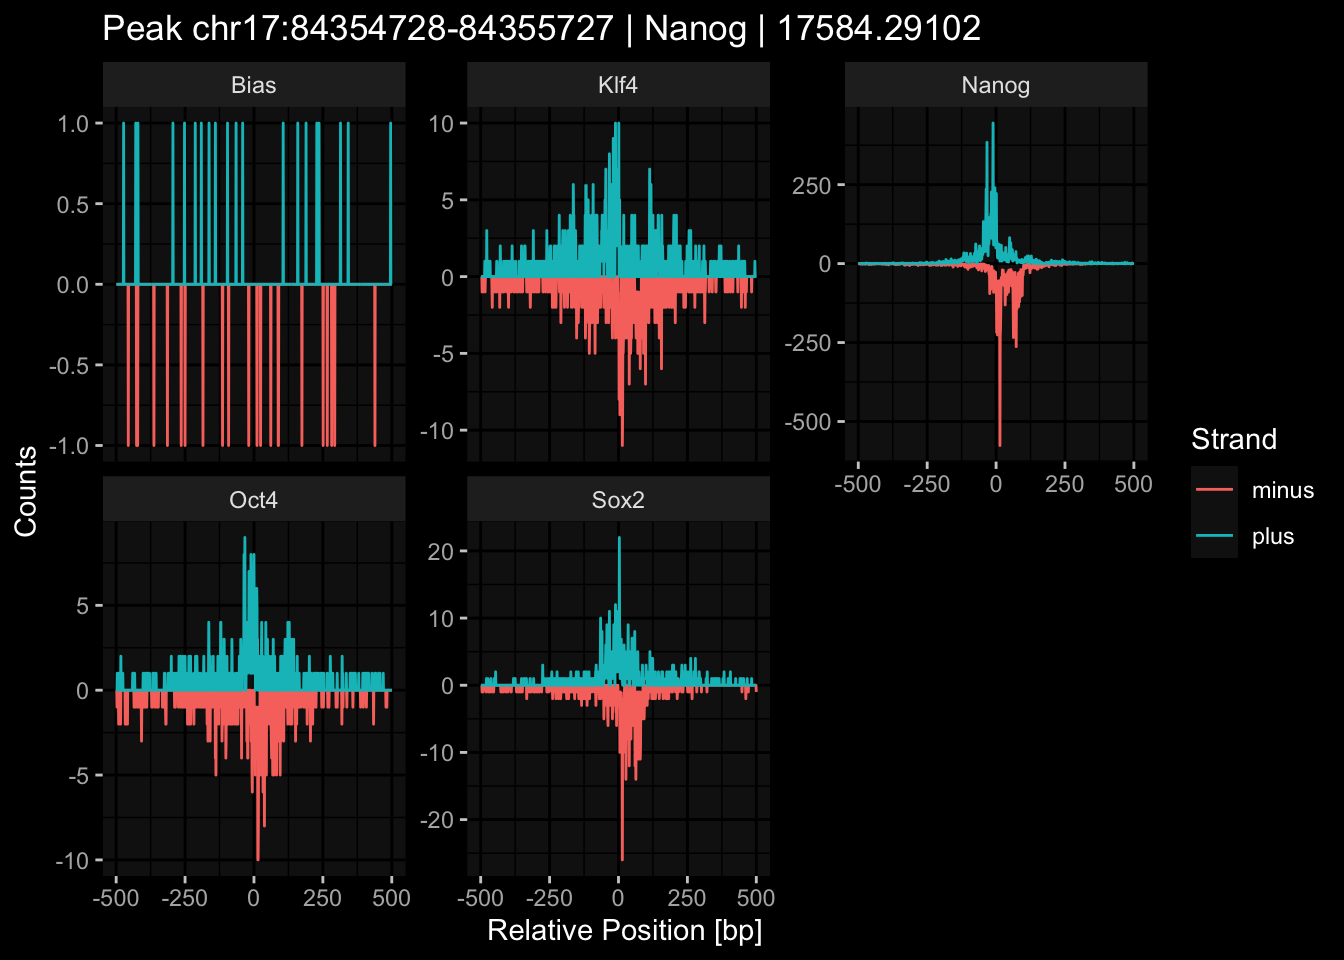 Peak chr17:84354728-84355727 | Nanog | 17584.29102
Bias
Klf4
Nanog
1.0
0.5
0.0
-0.5
-1.0
10
5
0
-5
-10
250
0
-250
-500
-500 -250 0 250 500
Counts
Strand
minus
plus
Oct4
Sox2
5
0
-5
-10
20
10
0
-10
-20
-500 -250 0 250 500
-500 -250 0 250 500
Relative Position [bp]